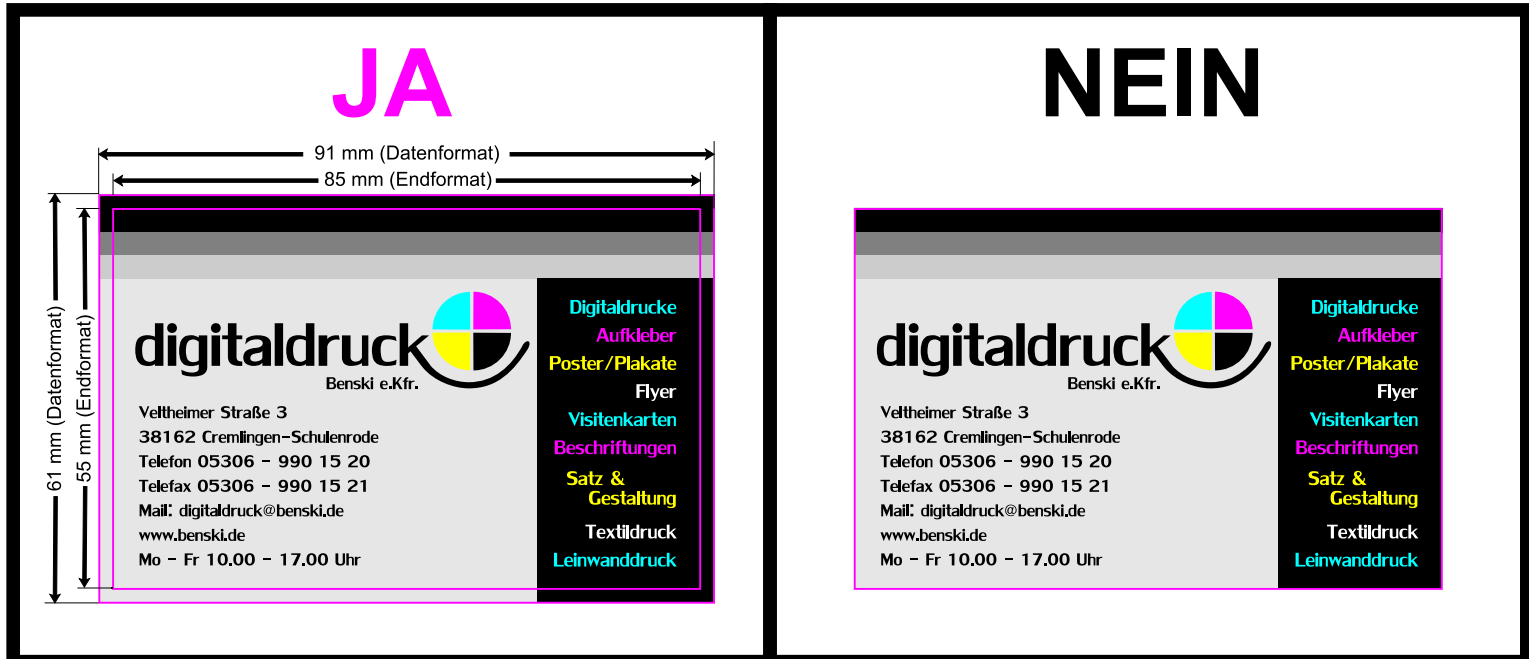 JA
91 mm (Datenformat)
85 mm (Endformat)
61 mm (Datenformat)
55 mm (Endformat)
digitaldruck
Benski e.Kfr.
Veltheimer Straße 3
38162 Cremlingen-Schulenrode
Telefon 05306 - 990 15 20
Telefax 05306 - 990 15 21
Mail: digitaldruck@benski.de
www.benski.de
Mo - Fr 10.00 - 17.00 Uhr
Digitaldrucke
Aufkleber
Poster/Plakate
Flyer
Visitenkarten
Beschriftungen
Satz &
Gestaltung
Textildruck
Leinwanddruck
NEIN
digitaldruck
Benski e.Kfr.
Veltheimer Straße 3
38162 Cremlingen-Schulenrode
Telefon 05306 - 990 15 20
Telefax 05306 - 990 15 21
Mail: digitaldruck@benski.de
www.benski.de
Mo - Fr 10.00 - 17.00 Uhr
Digitaldrucke
Aufkleber
Poster/Plakate
Flyer
Visitenkarten
Beschriftungen
Satz &
Gestaltung
Textildruck
Leinwanddruck